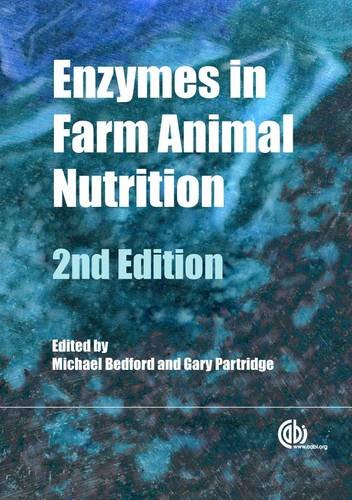 Enzymes in
Farm Animal
Nutrition
2nd Edition
Edited by
Michael Bedford and Gary Partridge
cabi
www.cabi.org